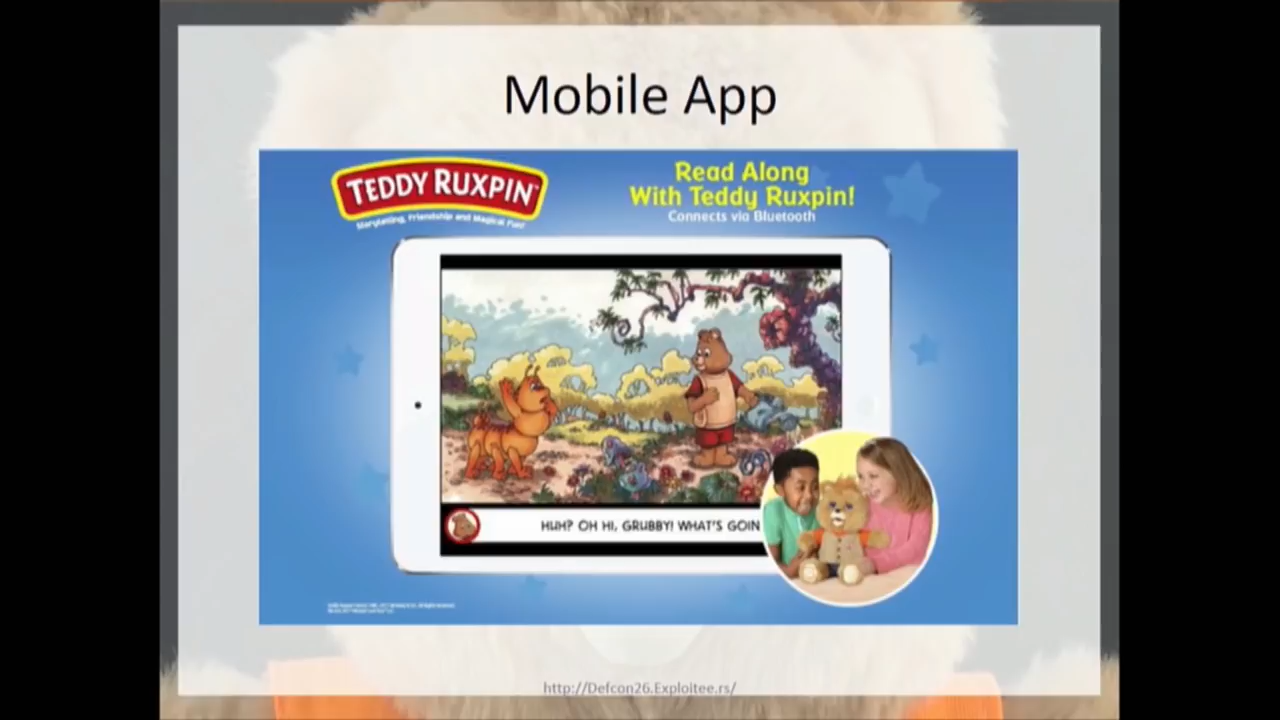 Mobile App
TEDDY RUXPIN™
Storytelling, Friendship and Magical Fun!
Read Along
With Teddy Ruxpin!
Connects via Bluetooth
HUH? OH HI, GRUBBY! WHAT'S GOIN
http://Defcon26.Exploitee.rs/